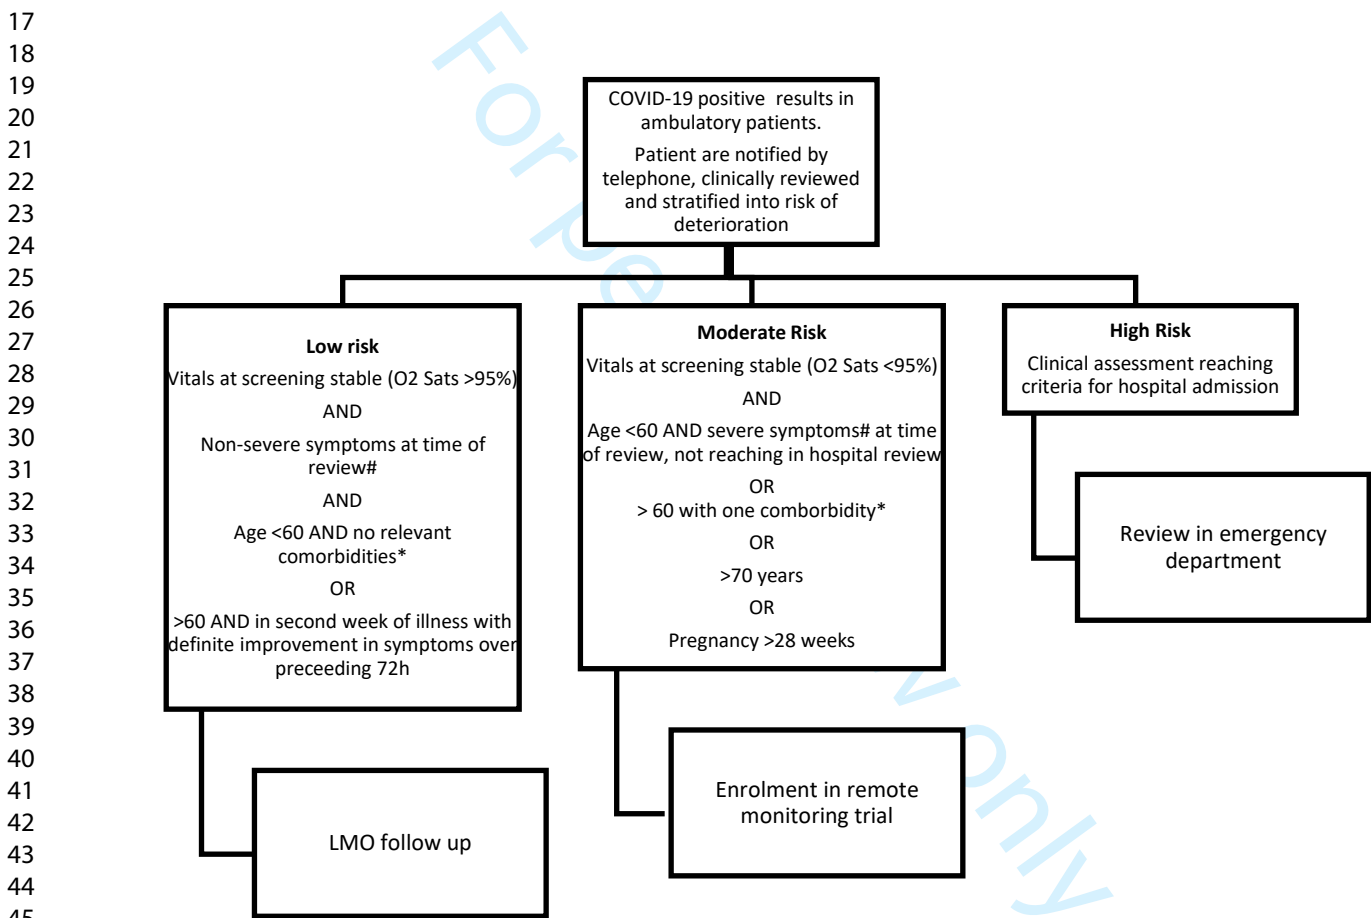 17
18
19
20
21
22
23
24
25
26
27
28
29
30
31
32
33
34
35
36
37
38
39
40
41
42
43
44
45
COVID-19 positive results in
ambulatory patients.
Patient are notified by
telephone, clinically reviewed
and stratified into risk of
deterioration
Low risk
Vitals at screening stable (O2 Sats >95%)
AND
Non-severe symptoms at time of
review#
AND
Age <60 AND no relevant
comorbidities*
OR
>60 AND in second week of illness with
definite improvement in symptoms over
preceeding 72h
LMO follow up
Moderate Risk
Vitals at screening stable (O2 Sats <95%)
AND
Age <60 AND severe symptoms# at time
of review, not reaching in hospital review
OR
> 60 with one comborbidity*
OR
>70 years
OR
Pregnancy >28 weeks
Enrolment in remote
monitoring trial
High Risk
Clinical assessment reaching
criteria for hospital admission
Review in emergency
department
For pe
w only